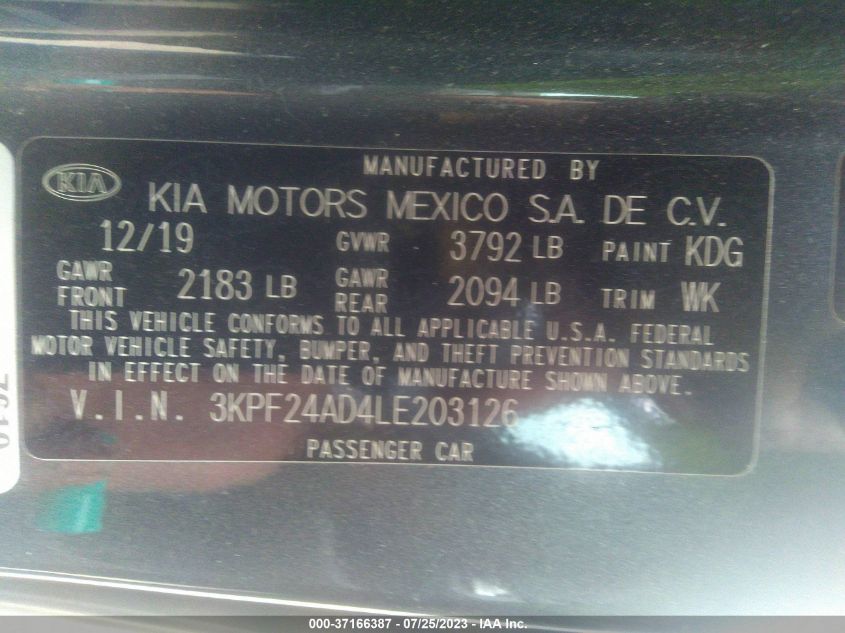 MANUFACTURED BY
KIA KIA MOTORS MEXICO S.A. DE C.V.
12/19 GVWR 3792 LB PAINT KDG
GAWR FRONT 2183 LB GAWR REAR 2094 LB TRIM WK
THIS VEHICLE CONFORMS TO ALL APPLICABLE U.S.A. FEDERAL
MOTOR VEHICLE SAFETY, BUMPER, AND THEFT PREVENTION STANDARDS
IN EFFECT ON THE DATE OF MANUFACTURE SHOWN ABOVE.
V.I.N. 3KPF24AD4LE203126
PASSENGER CAR
000-37166387 - 07/25/2023 - IAA Inc.